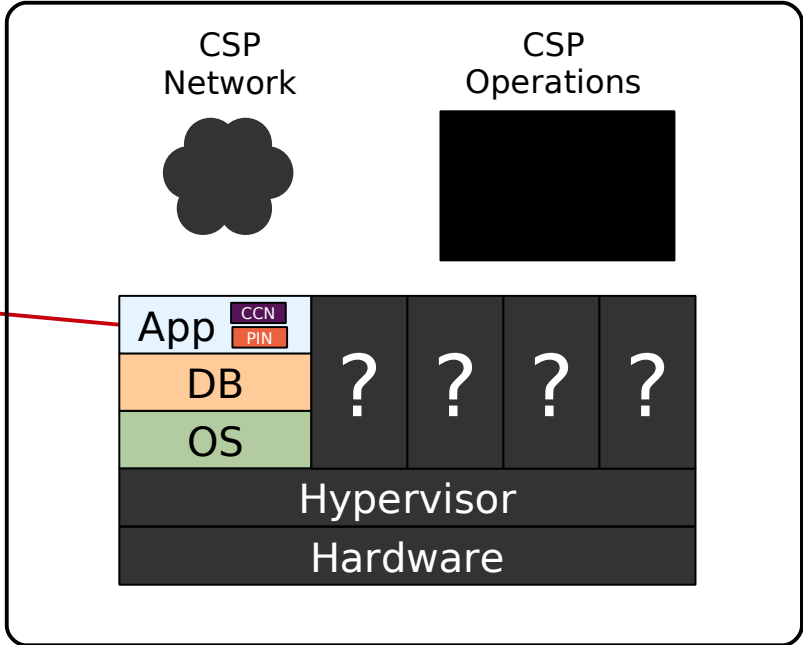 CSP
Network
CSP
Operations
App
CCN
PIN
DB
OS
? ? ? ?
Hypervisor
Hardware